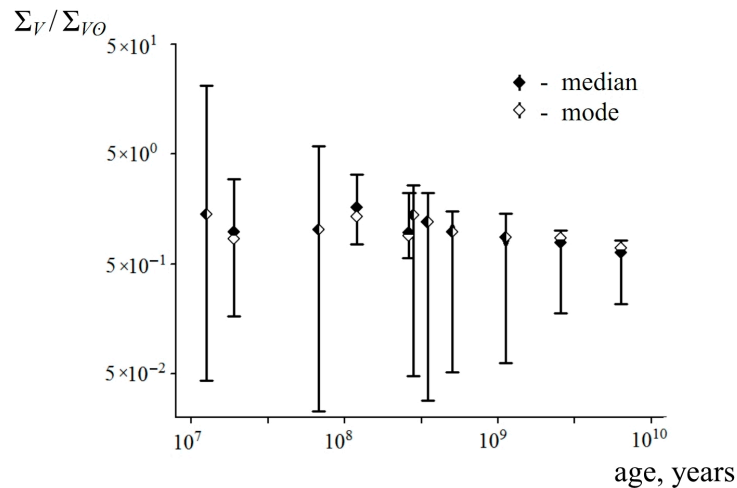 Σ_V / Σ_V⊙
5×10¹
5×10⁰
5×10⁻¹
5×10⁻²
- median
- mode
10⁷ 10⁸ 10⁹ 10¹⁰
age, years